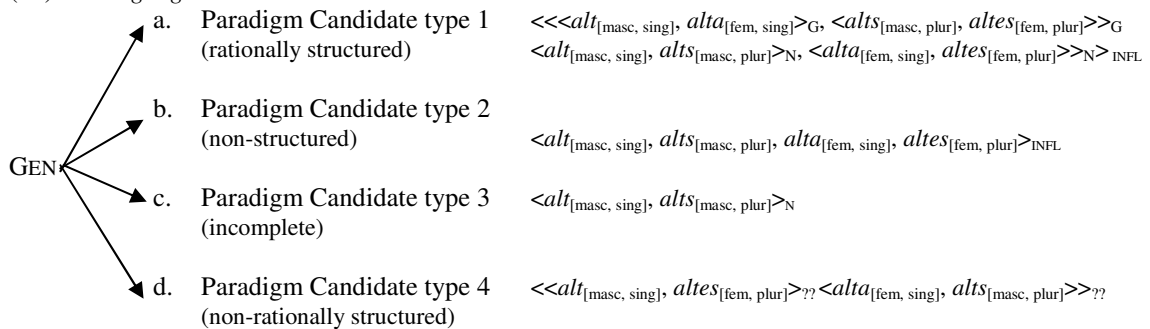 a. Paradigm Candidate type 1 <<<alt[masc, sing], alta[fem, sing]>G, <alts[masc, plur], altes[fem, plur]>>G
(rationally structured) <alt[masc, sing], alts[masc, plur]>N, <alta[fem, sing], altes[fem, plur]>>N> INFL
b. Paradigm Candidate type 2
(non-structured) <alt[masc, sing], alts[masc, plur], alta[fem, sing], altes[fem, plur]>INFL
GEN
c. Paradigm Candidate type 3 <alt[masc, sing], alts[masc, plur]>N
(incomplete)
d. Paradigm Candidate type 4 <<alt[masc, sing], altes[fem, plur]>?? <alta[fem, sing], alts[masc, plur]>>??
(non-rationally structured)